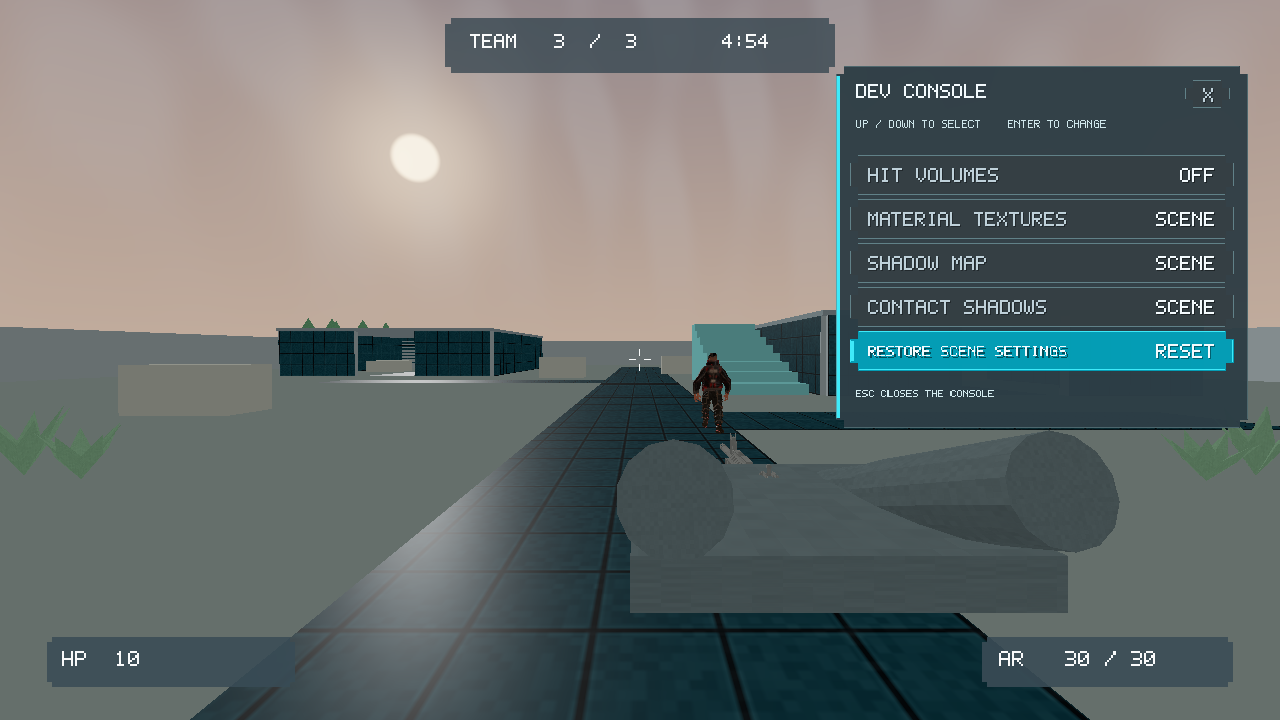 TEAM 3 / 3 4:54
DEV CONSOLE X
UP / DOWN TO SELECT ENTER TO CHANGE
HIT VOLUMES OFF
MATERIAL TEXTURES SCENE
SHADOW MAP SCENE
CONTACT SHADOWS SCENE
RESTORE SCENE SETTINGS RESET
ESC CLOSES THE CONSOLE
HP 10
AR 30 / 30